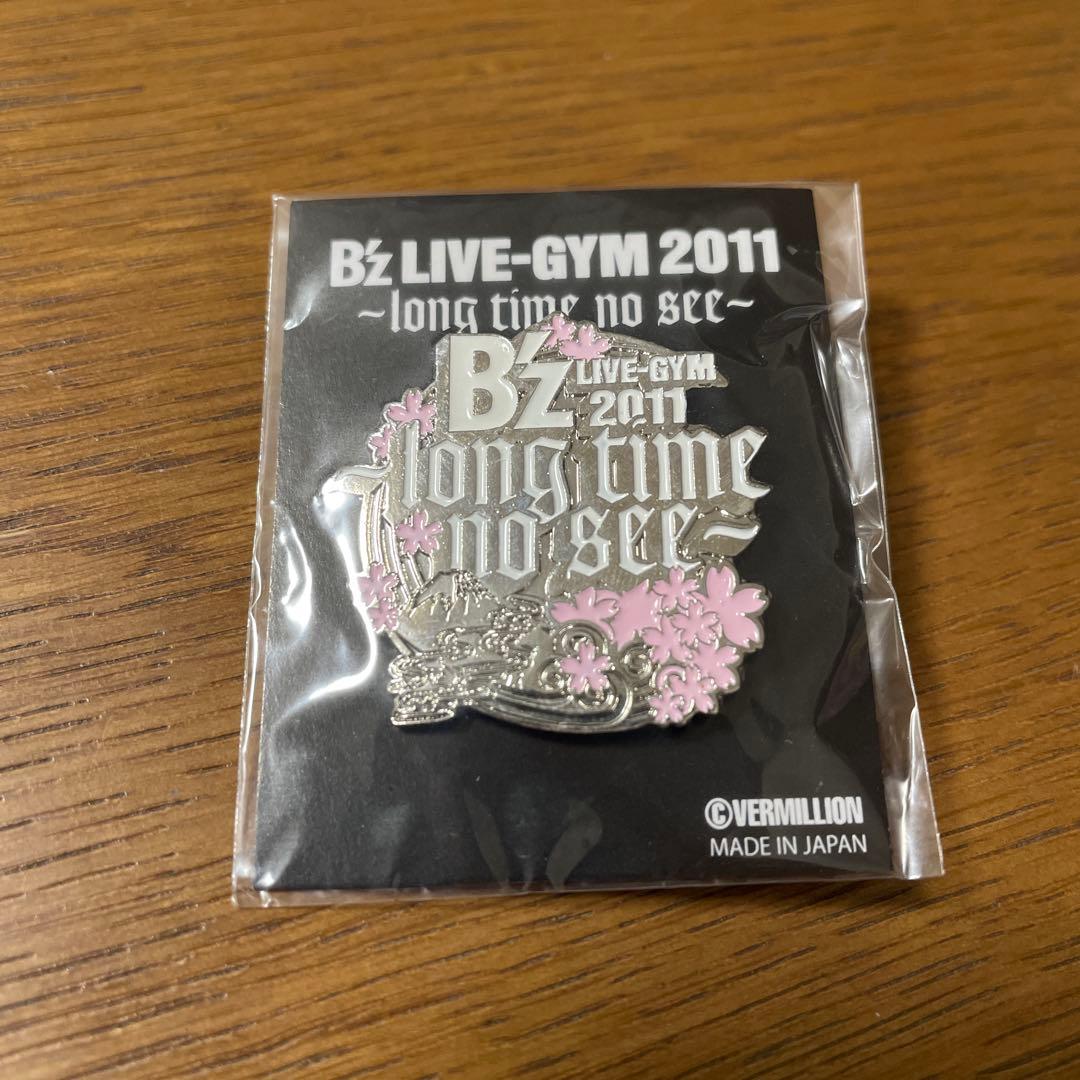 B'z LIVE-GYM 2011
~long time no see~
B'z LIVE-GYM
2011
~long time
no see~
©VERMILLION
MADE IN JAPAN